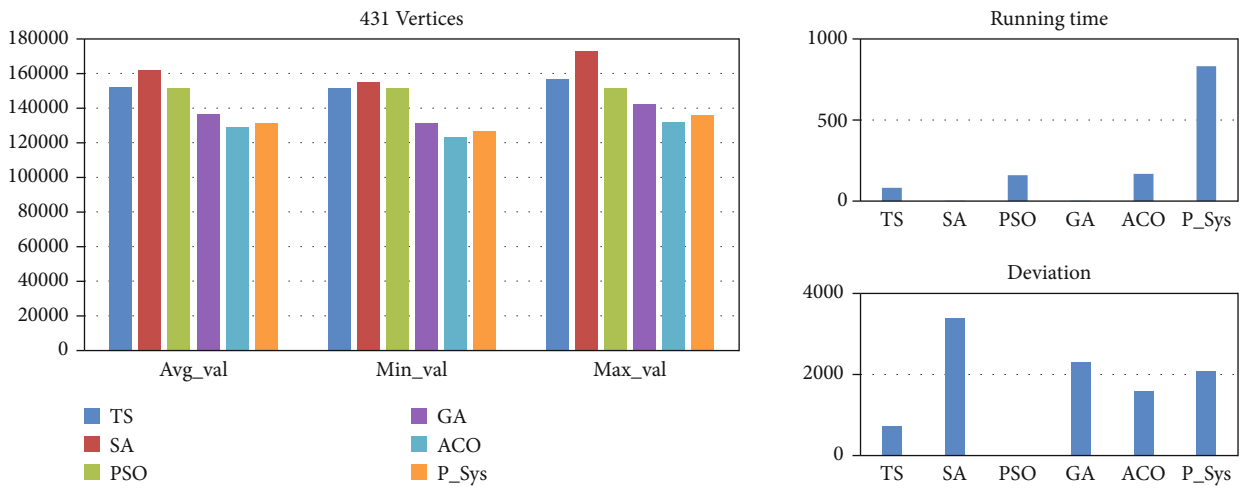 431 Vertices
180000
160000
140000
120000
100000
80000
60000
40000
20000
0
Avg_val Min_val Max_val
TS
SA
PSO
GA
ACO
P_Sys
Running time
1000
500
0
TS SA PSO GA ACO P_Sys
Deviation
4000
2000
0
TS SA PSO GA ACO P_Sys